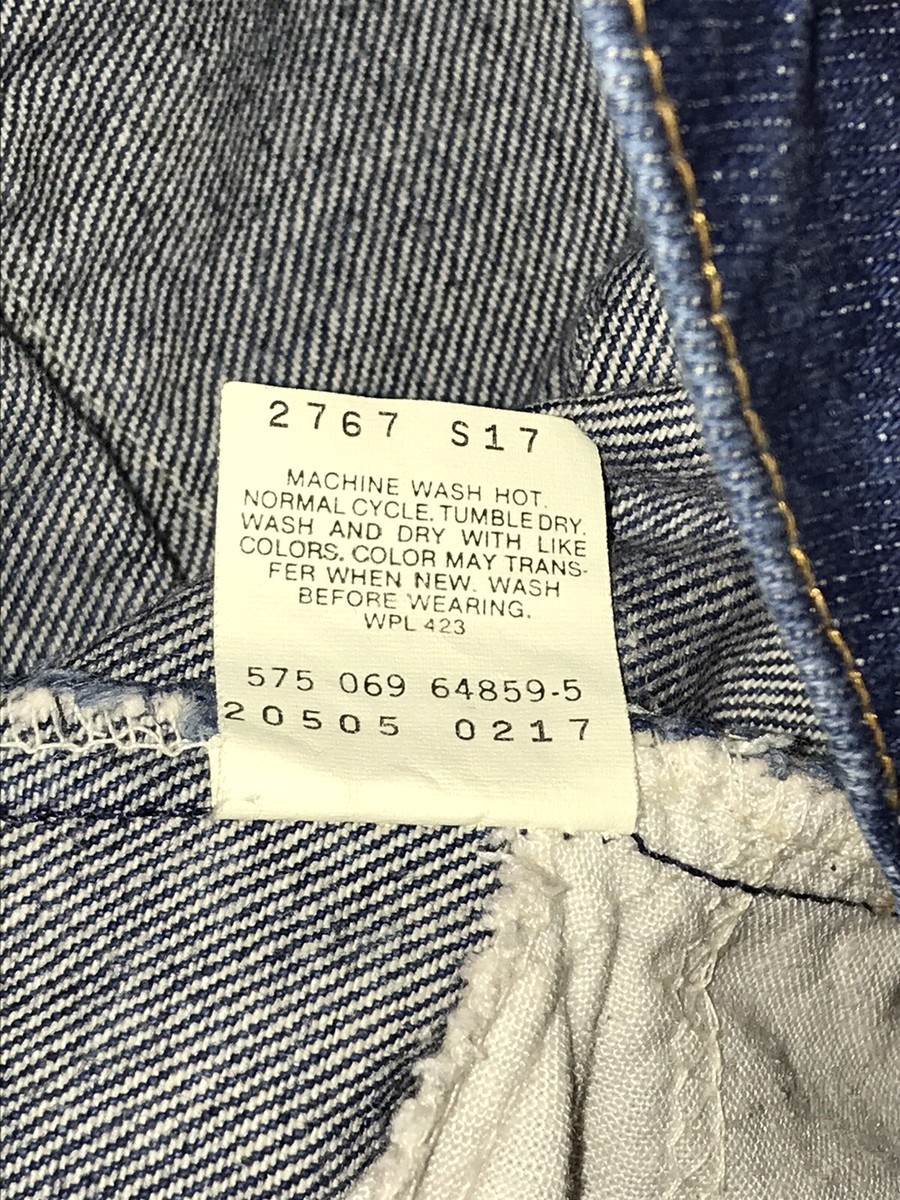 2767 S17
MACHINE WASH HOT.
NORMAL CYCLE. TUMBLE DRY.
WASH AND DRY WITH LIKE
COLORS. COLOR MAY TRANS-
FER WHEN NEW. WASH
BEFORE WEARING.
WPL 423
575 069 64859-5
20505 0217